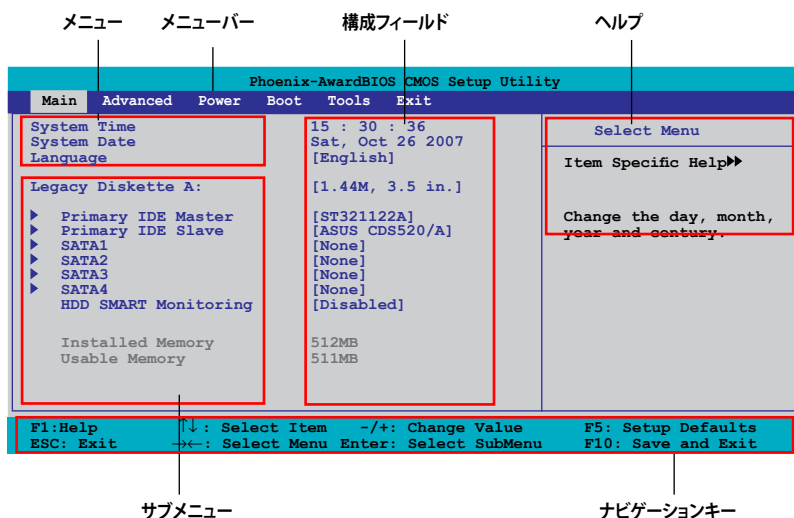 メニュー メニューバー 構成フィールド ヘルプ
Phoenix-AwardBIOS CMOS Setup Utility
Main Advanced Power Boot Tools Exit
System Time 15 : 30 : 36
System Date Sat, Oct 26 2007
Language [English]
Legacy Diskette A: [1.44M, 3.5 in.]
Primary IDE Master [ST321122A]
Primary IDE Slave [ASUS CDS520/A]
SATA1 [None]
SATA2 [None]
SATA3 [None]
SATA4 [None]
HDD SMART Monitoring [Disabled]
Installed Memory 512MB
Usable Memory 511MB
Select Menu
Item Specific Help▶▶
Change the day, month,
year and century.
F1:Help ↑↓ : Select Item -/+: Change Value F5: Setup Defaults
ESC: Exit →←: Select Menu Enter: Select SubMenu F10: Save and Exit
サブメニュー ナビゲーションキー